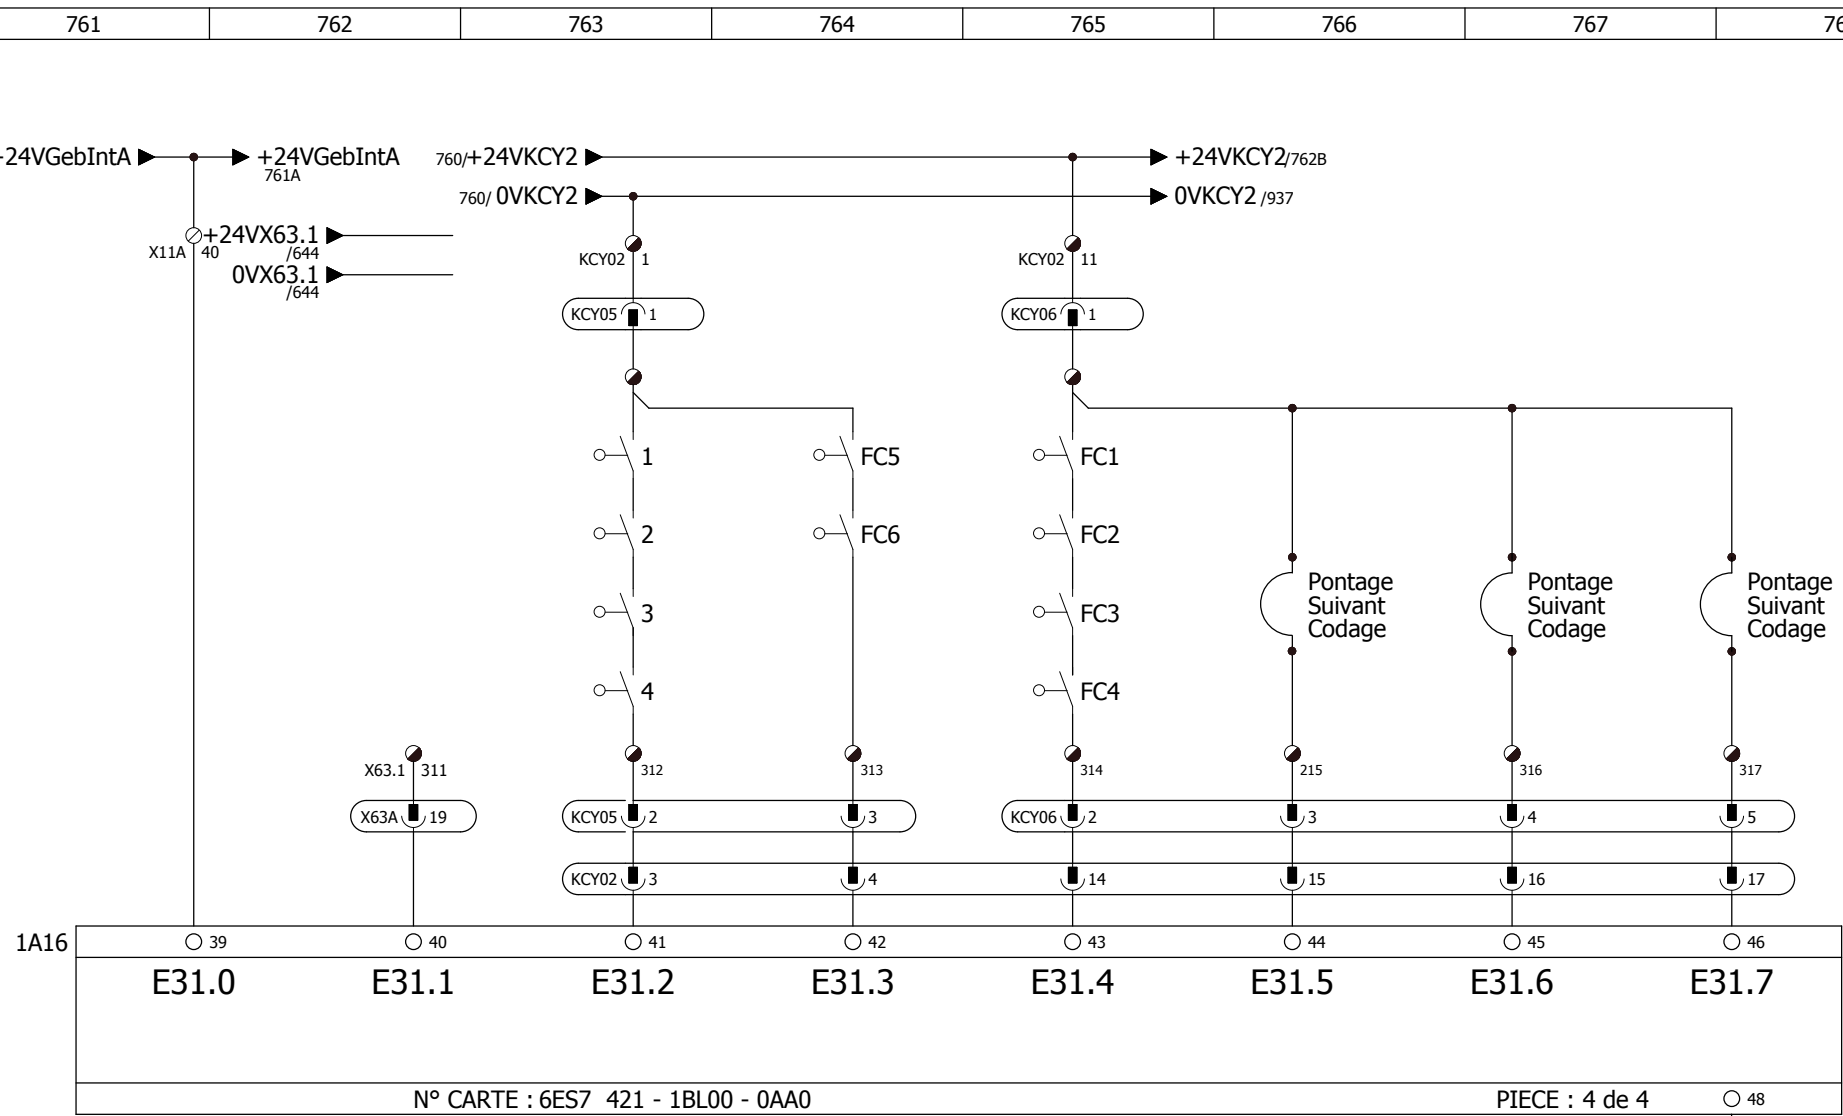 761 762 763 764 765 766 767 76
24VGebIntA +24VGebIntA 760/+24VKCY2 +24VKCY2/762B
761A
760/ 0VKCY2 0VKCY2 /937
+24VX63.1
X11A 40 /644 KCY02 1 KCY02 11
0VX63.1
/644
KCY05 1 KCY06 1
1 FC5 FC1
2 FC6 FC2
Pontage Pontage Pontage
3 FC3 Suivant Suivant Suivant
Codage Codage Codage
4 FC4
X63.1 311 312 313 314 215 316 317
X63A 19 KCY05 2 3 KCY06 2 3 4 5
KCY02 3 4 14 15 16 17
1A16 39 40 41 42 43 44 45 46
E31.0 E31.1 E31.2 E31.3 E31.4 E31.5 E31.6 E31.7
N° CARTE : 6ES7 421 - 1BL00 - 0AA0 PIECE : 4 de 4 48